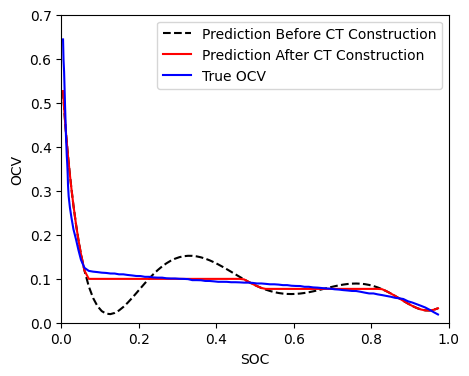 Prediction Before CT Construction
Prediction After CT Construction
True OCV
0.7
0.6
0.5
0.4
0.3
0.2
0.1
0.0
OCV
0.0 0.2 0.4 0.6 0.8 1.0
SOC